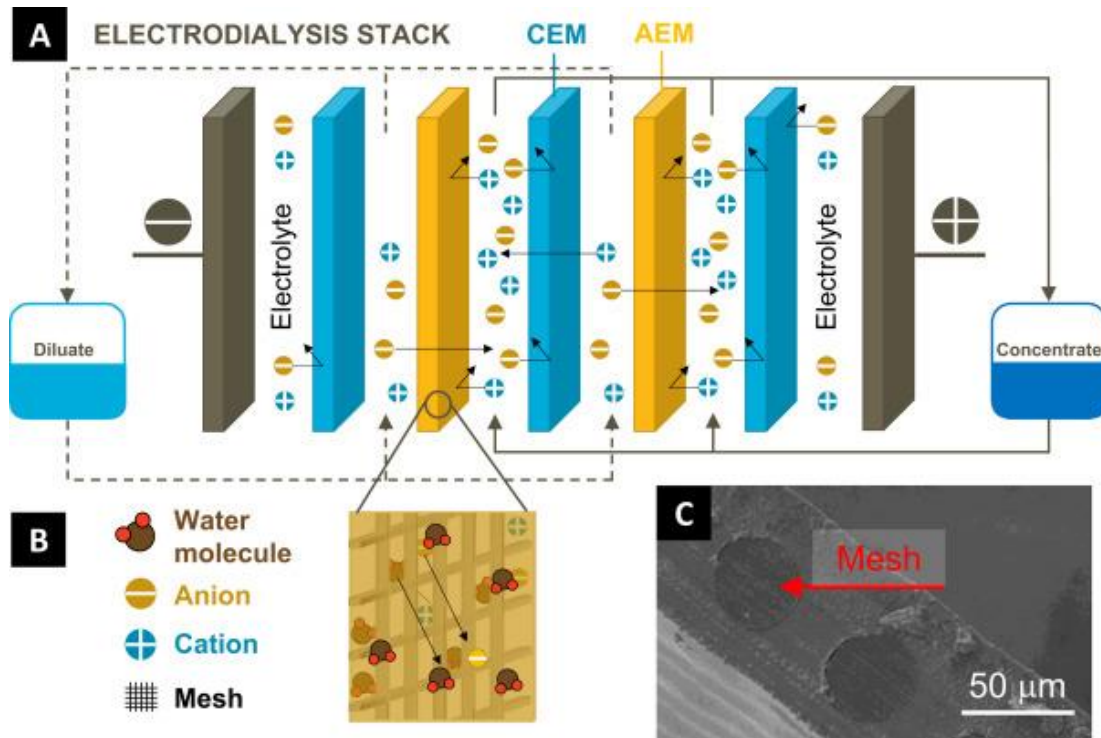 A
ELECTRODIALYSIS STACK
CEM
AEM
Electrolyte
Electrolyte
Diluate
Concentrate
B
Water
molecule
Anion
Cation
Mesh
C
Mesh
50 μm